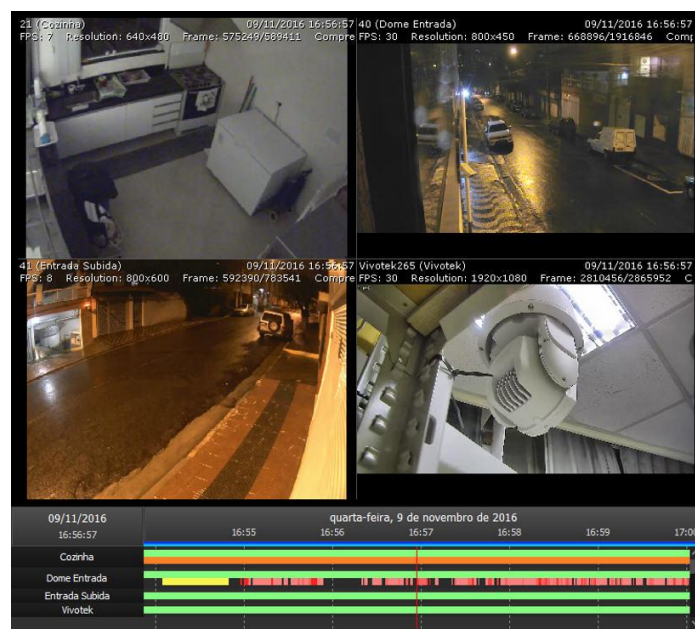 21 (Cozinha) 09/11/2016 16:56:57
FPS: 7 Resolution: 640x480 Frame: 575249/589411 Compre
40 (Dome Entrada) 09/11/2016 16:56:57
FPS: 30 Resolution: 800x450 Frame: 668896/1916846 Comp
41 (Entrada Subida) 09/11/2016 16:56:57
FPS: 8 Resolution: 800x600 Frame: 592390/783541 Compre
Vivotek265 (Vivotek) 09/11/2016 16:56:57
FPS: 30 Resolution: 1920x1080 Frame: 2810456/2865952 C
09/11/2016
16:56:57
quarta-feira, 9 de novembro de 2016
16:55 16:56 16:57 16:58 16:59 17:00
Cozinha
Dome Entrada
Entrada Subida
Vivotek